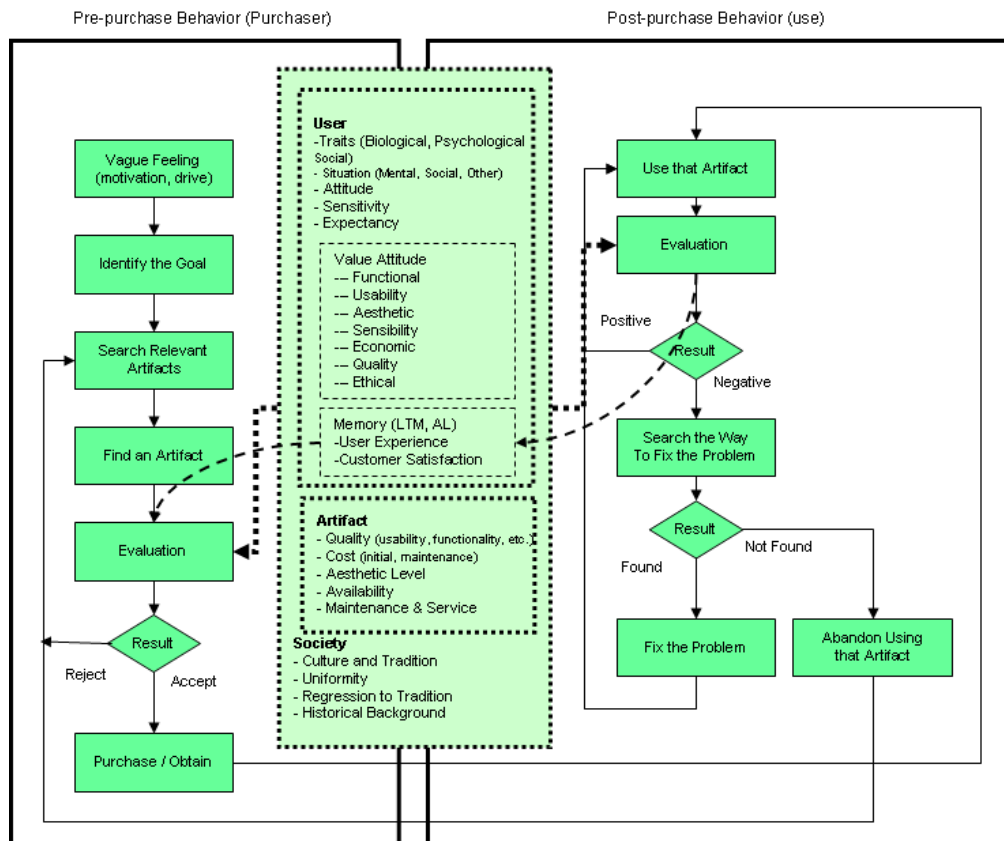 Pre-purchase Behavior (Purchaser)
Post-purchase Behavior (use)
Vague Feeling
(motivation, drive)
Identify the Goal
Search Relevant
Artifacts
Find an Artifact
Evaluation
Result
Reject
Accept
Purchase / Obtain
User
-Traits (Biological, Psychological
Social)
- Situation (Mental, Social, Other)
- Attitude
- Sensitivity
- Expectancy
Value Attitude
--- Functional
--- Usability
--- Aesthetic
--- Sensibility
--- Economic
--- Quality
--- Ethical
Memory (LTM, AL)
-User Experience
-Customer Satisfaction
Artifact
- Quality (usability, functionality, etc.)
- Cost (initial, maintenance)
- Aesthetic Level
- Availability
- Maintenance & Service
Society
- Culture and Tradition
- Uniformity
- Regression to Tradition
- Historical Background
Use that Artifact
Evaluation
Positive
Result
Negative
Search the Way
To Fix the Problem
Result
Not Found
Found
Fix the Problem
Abandon Using
that Artifact